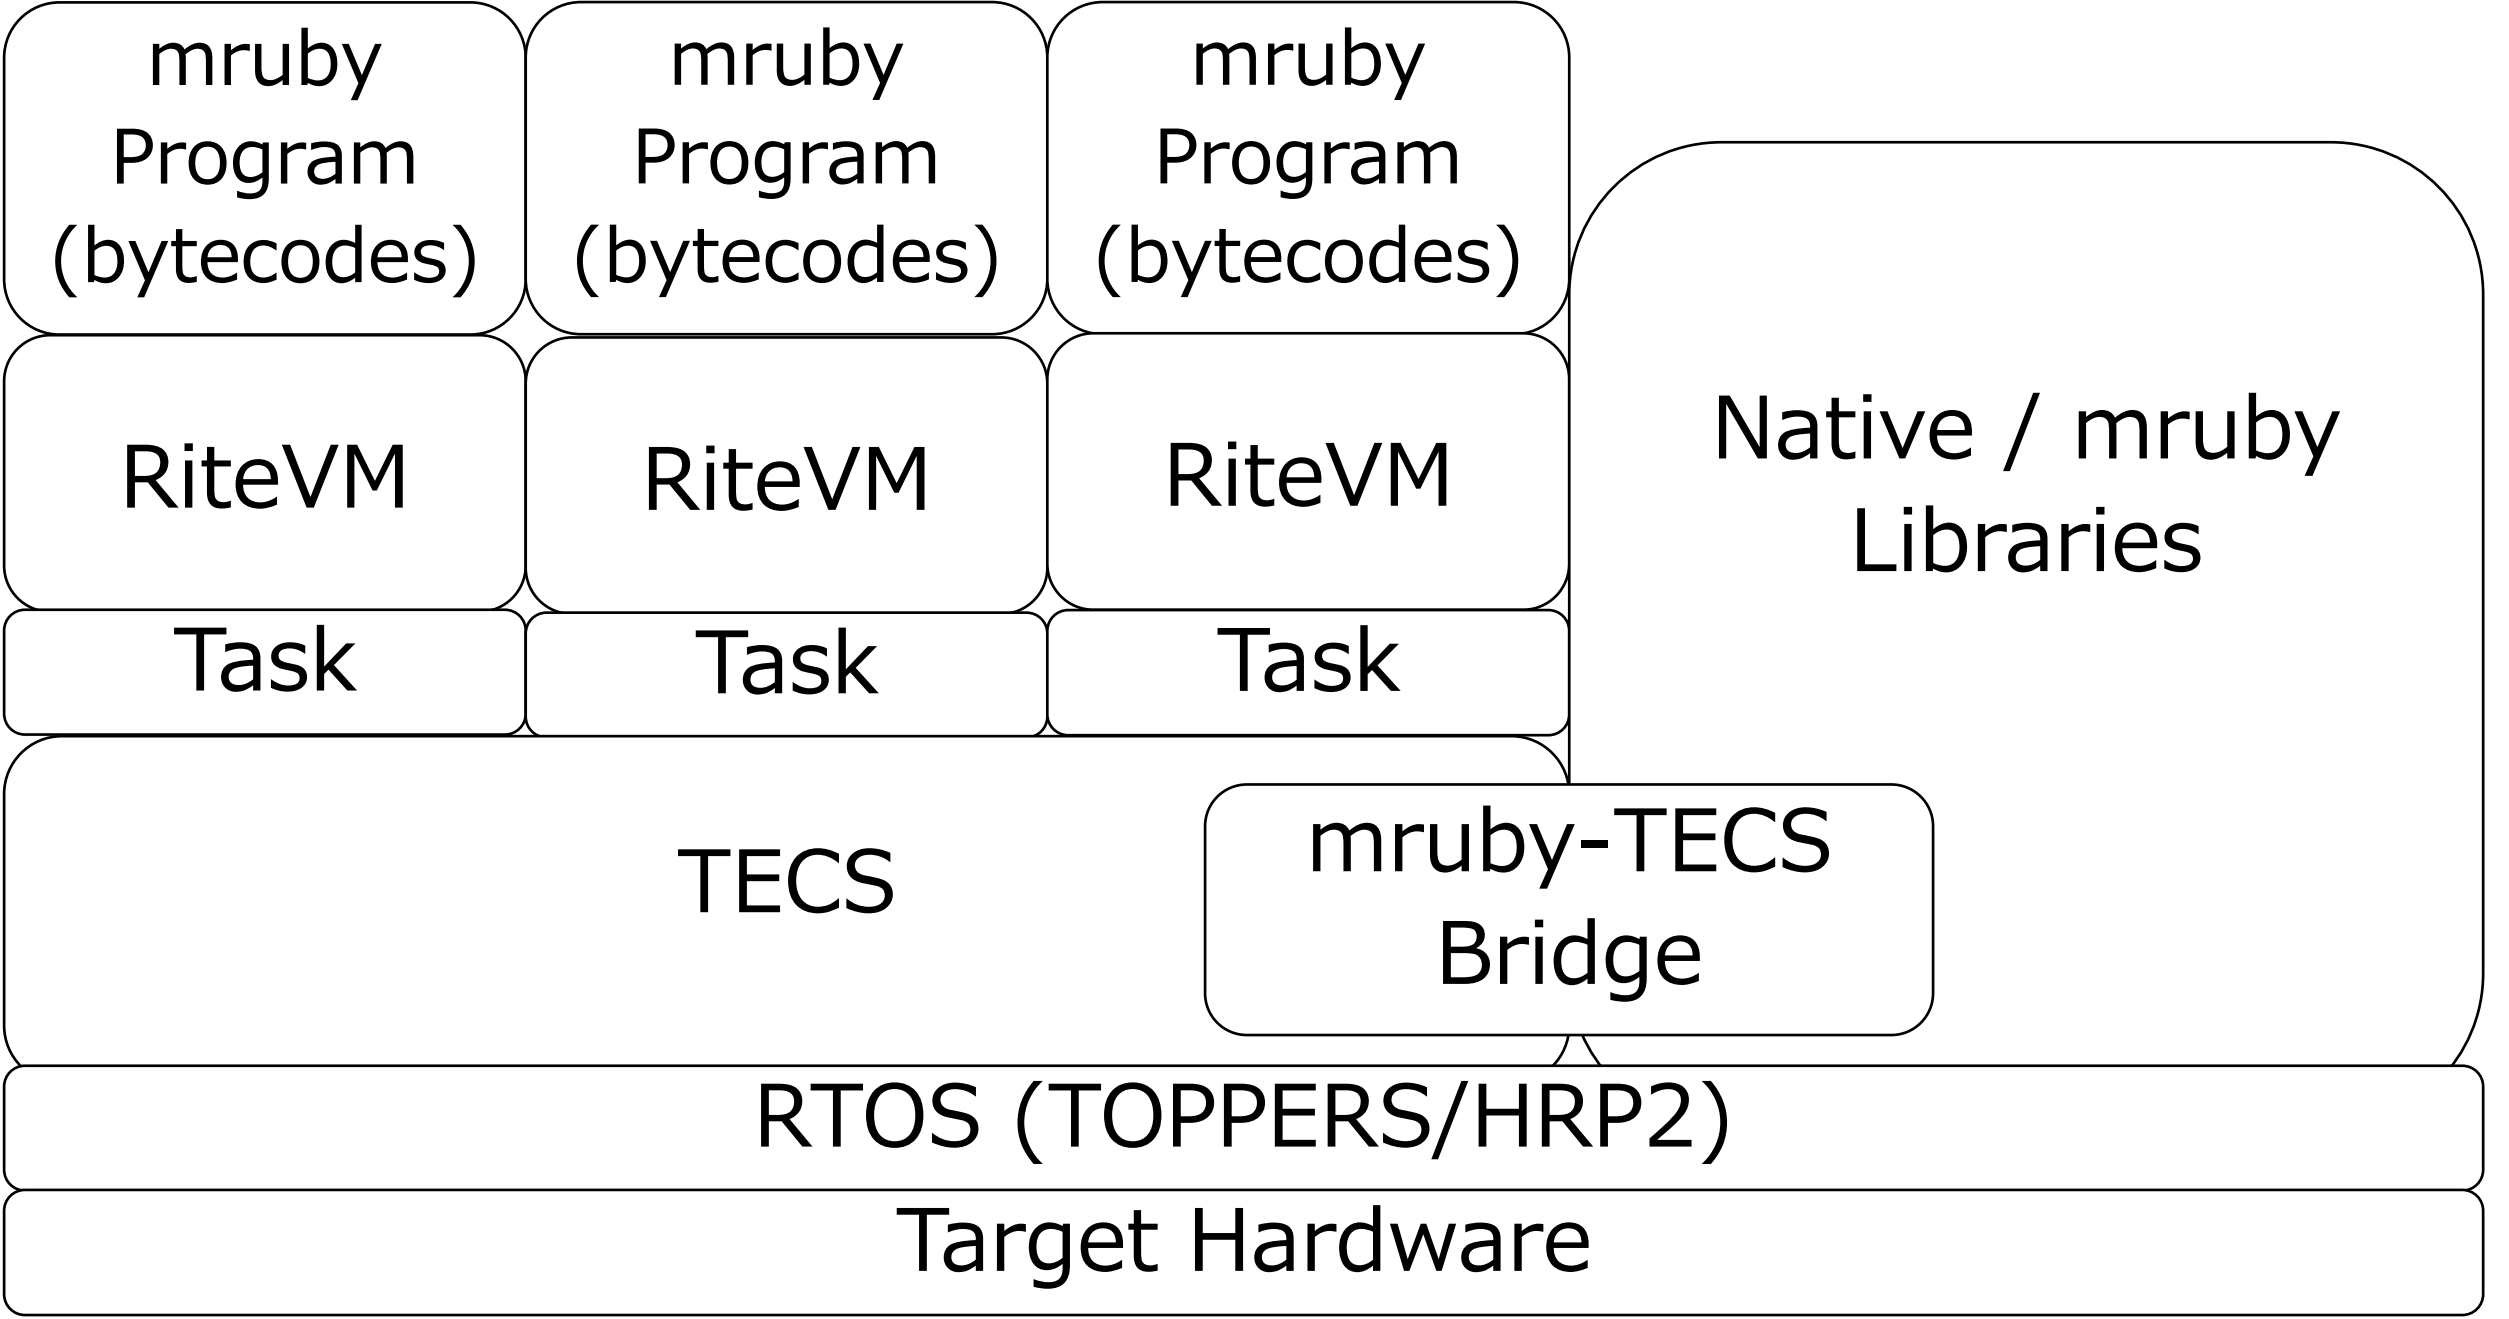 mruby
Program
(bytecodes)
mruby
Program
(bytecodes)
mruby
Program
(bytecodes)
RiteVM
RiteVM
RiteVM
Native / mruby
Libraries
Task
Task
Task
TECS
mruby-TECS
Bridge
RTOS (TOPPERS/HRP2)
Target Hardware